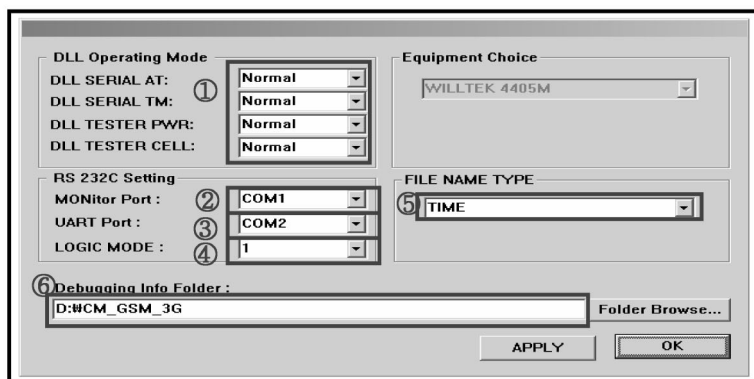 DLL Operating Mode
DLL SERIAL AT: ① Normal
DLL SERIAL TM: Normal
DLL TESTER PWR: Normal
DLL TESTER CELL: Normal
Equipment Choice
WILLTEK 4405M
RS 232C Setting
MONitor Port : ② COM1
UART Port : ③ COM2
LOGIC MODE : ④ 1
FILE NAME TYPE
⑤ TIME
⑥ Debugging Info Folder :
D:₩CM_GSM_3G
Folder Browse...
APPLY
OK